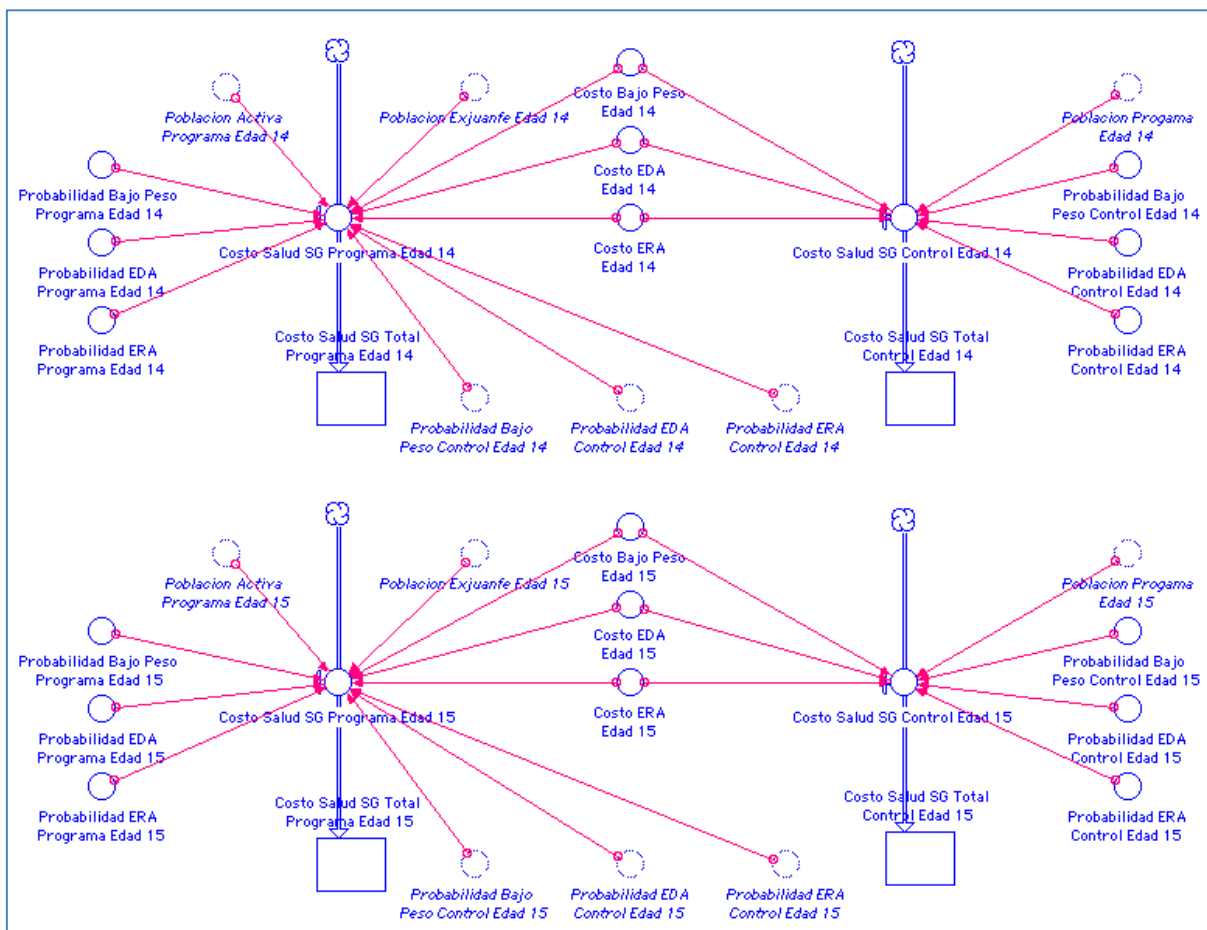 Costo Bajo Peso
Edad 14
Poblacion Activa
Programa Edad 14
Poblacion Exjuanfe Edad 14
Poblacion Progama
Edad 14
Costo EDA
Edad 14
Probabilidad Bajo Peso
Programa Edad 14
Probabilidad Bajo
Peso Control Edad 14
Costo Salud SG Programa Edad 14
Costo ERA
Edad 14
Costo Salud SG Control Edad 14
Probabilidad EDA
Programa Edad 14
Probabilidad EDA
Control Edad 14
Probabilidad ERA
Programa Edad 14
Costo Salud SG Total
Programa Edad 14
Costo Salud SG Total
Control Edad 14
Probabilidad ERA
Control Edad 14
Probabilidad Bajo
Peso Control Edad 14
Probabilidad EDA
Control Edad 14
Probabilidad ERA
Control Edad 14
Costo Bajo Peso
Edad 15
Poblacion Activa
Programa Edad 15
Poblacion Exjuanfe Edad 15
Poblacion Progama
Edad 15
Costo EDA
Edad 15
Probabilidad Bajo Peso
Programa Edad 15
Probabilidad Bajo
Peso Control Edad 15
Costo Salud SG Programa Edad 15
Costo ERA
Edad 15
Costo Salud SG Control Edad 15
Probabilidad EDA
Programa Edad 15
Probabilidad EDA
Control Edad 15
Probabilidad ERA
Programa Edad 15
Costo Salud SG Total
Programa Edad 15
Costo Salud SG Total
Control Edad 15
Probabilidad ERA
Control Edad 15
Probabilidad Bajo
Peso Control Edad 15
Probabilidad EDA
Control Edad 15
Probabilidad ERA
Control Edad 15